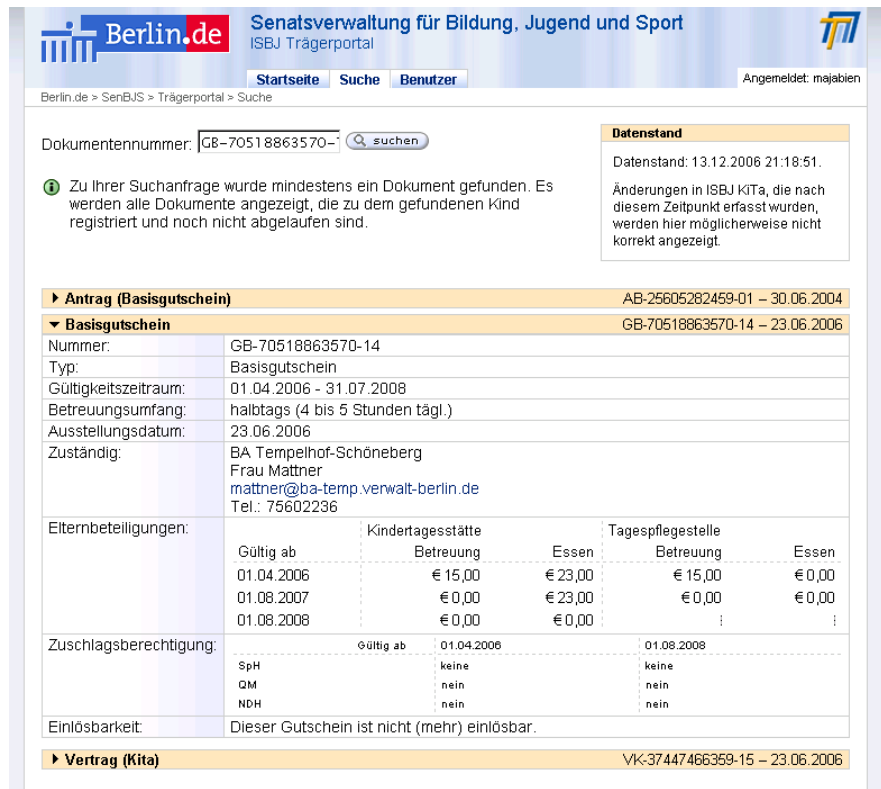 Berlin.de
Senatsverwaltung für Bildung, Jugend und Sport
ISBJ Trägerportal
Startseite Suche Benutzer
Angemeldet: majabien
Berlin.de > SenBJS > Trägerportal > Suche
Dokumentennummer: GB-70518863570- suchen
Zu Ihrer Suchanfrage wurde mindestens ein Dokument gefunden. Es
werden alle Dokumente angezeigt, die zu dem gefundenen Kind
registriert und noch nicht abgelaufen sind.
Datenstand
Datenstand: 13.12.2006 21:18:51.
Änderungen in ISBJ KiTa, die nach
diesem Zeitpunkt erfasst wurden,
werden hier möglicherweise nicht
korrekt angezeigt.
Antrag (Basisgutschein) AB-25605282459-01 – 30.06.2004
Basisgutschein GB-70518863570-14 – 23.06.2006
Nummer: GB-70518863570-14
Typ: Basisgutschein
Gültigkeitszeitraum: 01.04.2006 - 31.07.2008
Betreuungsumfang: halbtags (4 bis 5 Stunden tägl.)
Ausstellungsdatum: 23.06.2006
Zuständig: BA Tempelhof-Schöneberg
Frau Mattner
mattner@ba-temp.verwalt-berlin.de
Tel.: 75602236
Elternbeteiligungen: Kindertagesstätte Tagespflegestelle
Gültig ab Betreuung Essen Betreuung Essen
01.04.2006 € 15,00 € 23,00 € 15,00 € 0,00
01.08.2007 € 0,00 € 23,00 € 0,00 € 0,00
01.08.2008 € 0,00 € 0,00
Zuschlagsberechtigung: Gültig ab 01.04.2006 01.08.2008
SpH keine keine
QM nein nein
NDH nein nein
Einlösbarkeit: Dieser Gutschein ist nicht (mehr) einlösbar.
Vertrag (Kita) VK-37447466359-15 – 23.06.2006